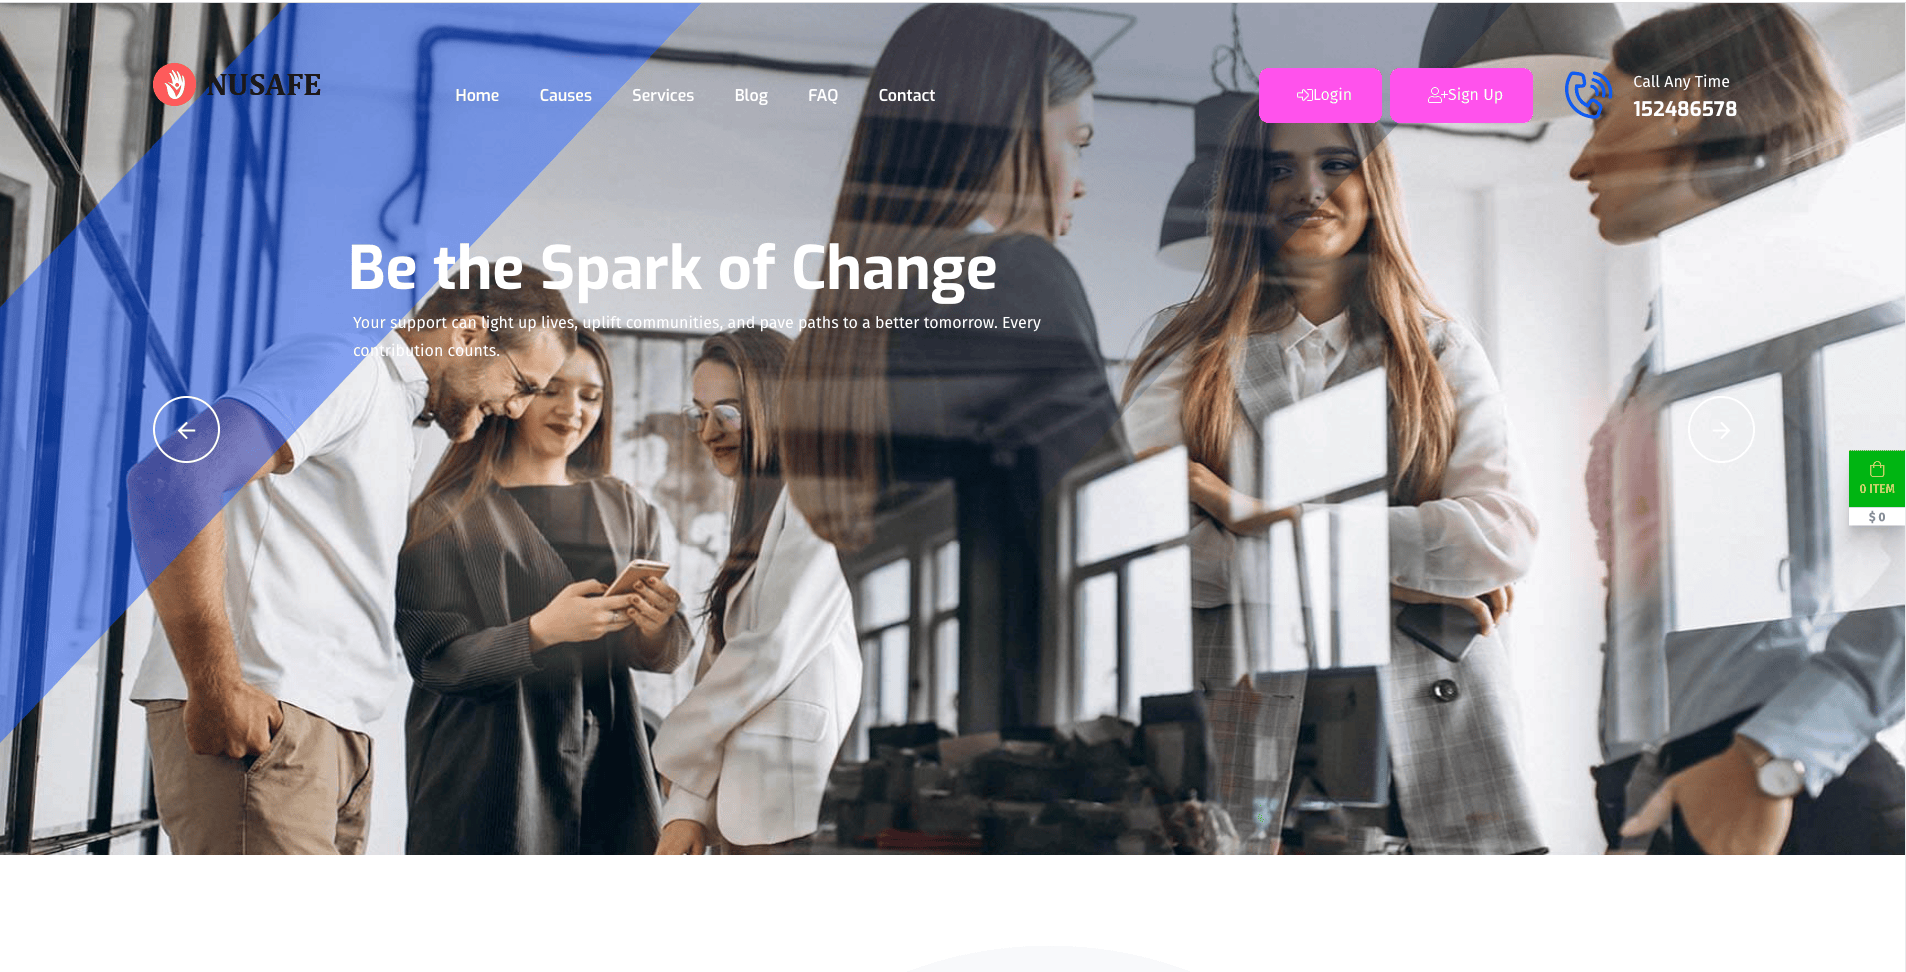 NUSAFE
Home Causes Services Blog FAQ Contact
Login
Sign Up
Call Any Time
152486578
Be the Spark of Change
Your support can light up lives, uplift communities, and pave paths to a better tomorrow. Every
contribution counts.
0 ITEM
$ 0